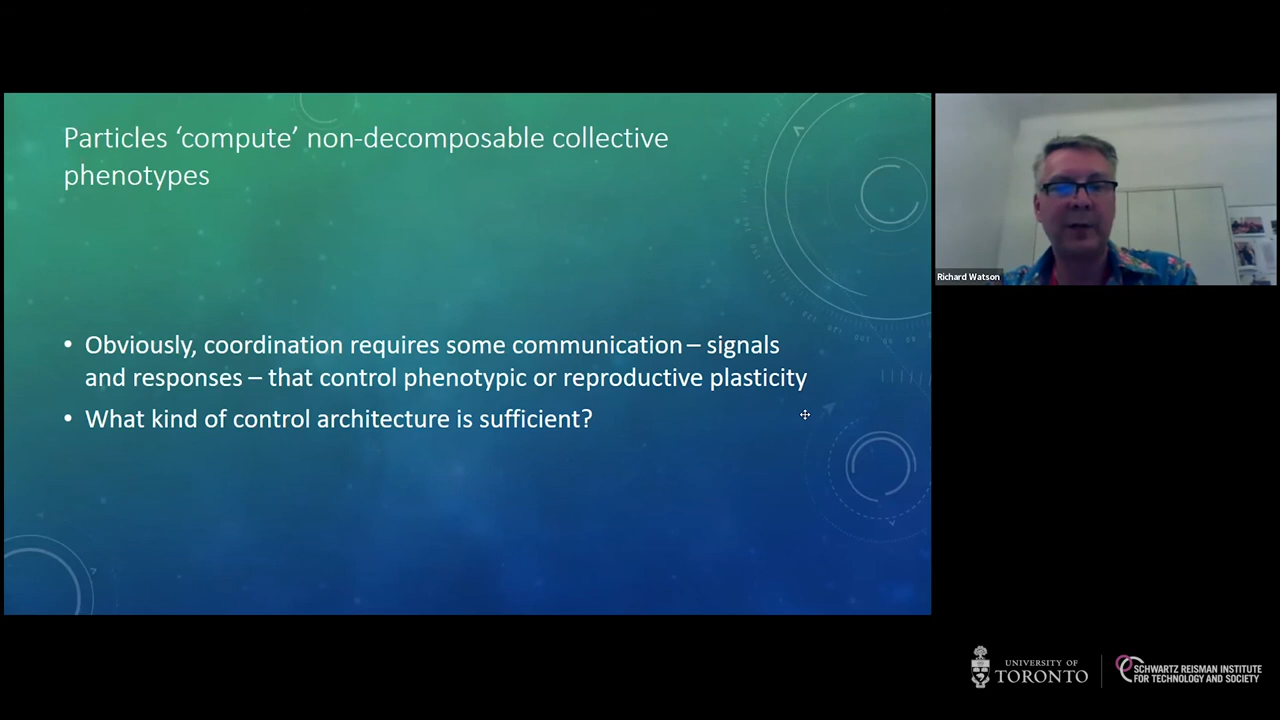 Particles ‘compute’ non-decomposable collective
phenotypes
• Obviously, coordination requires some communication – signals
and responses – that control phenotypic or reproductive plasticity
• What kind of control architecture is sufficient?
Richard Watson
UNIVERSITY OF
TORONTO
SCHWARTZ REISMAN INSTITUTE
FOR TECHNOLOGY AND SOCIETY